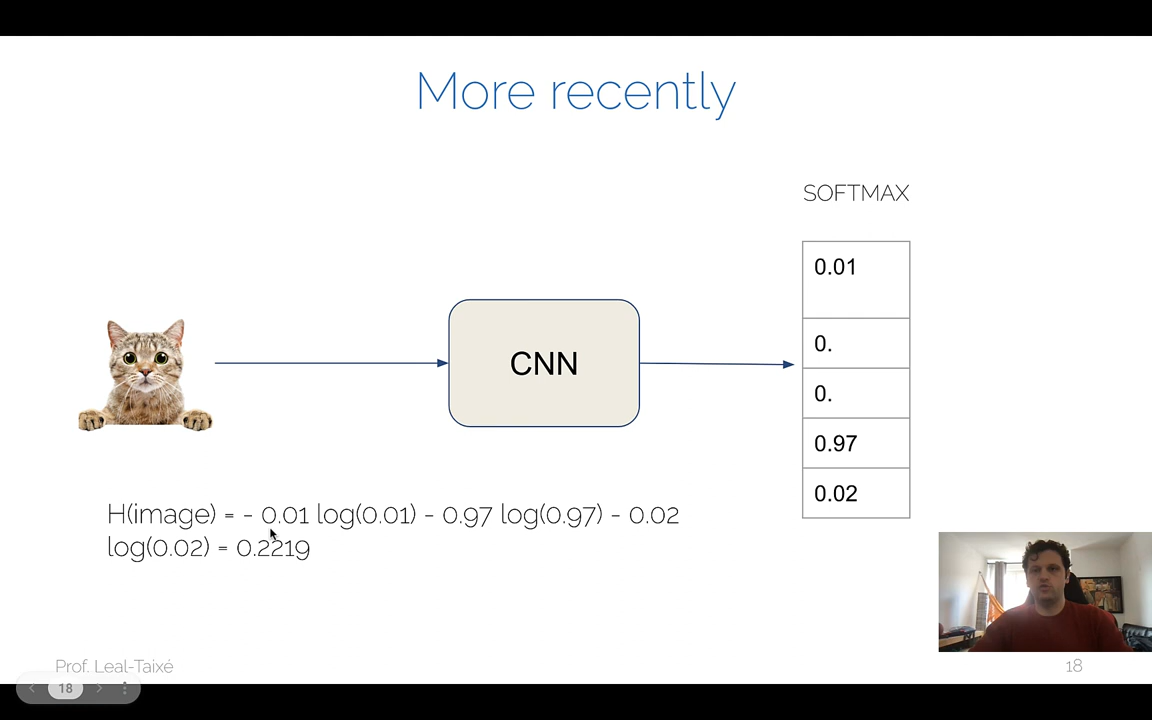 More recently
SOFTMAX
0.01
0.
0.
0.97
0.02
CNN
H(image) = - 0.01 log(0.01) - 0.97 log(0.97) - 0.02
log(0.02) = 0.2219
Prof. Leal-Taixé
18
18